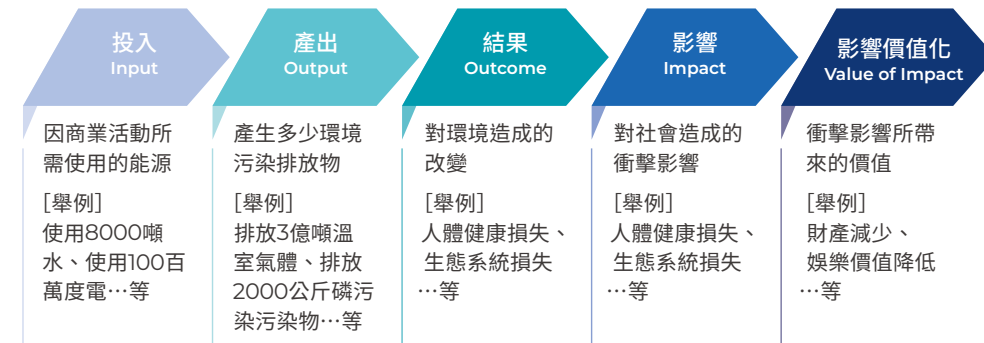 投入
Input
因商業活動所
需使用的能源
[舉例]
使用8000噸
水、使用100百
萬度電…等
產出
Output
產生多少環境
污染排放物
[舉例]
排放3億噸溫
室氣體、排放
2000公斤磷污
染污染物…等
結果
Outcome
對環境造成的
改變
[舉例]
人體健康損失、
生態系統損失
…等
影響
Impact
對社會造成的
衝擊影響
[舉例]
人體健康損失、
生態系統損失
…等
影響價值化
Value of Impact
衝擊影響所帶
來的價值
[舉例]
財產減少、
娛樂價值降低
…等